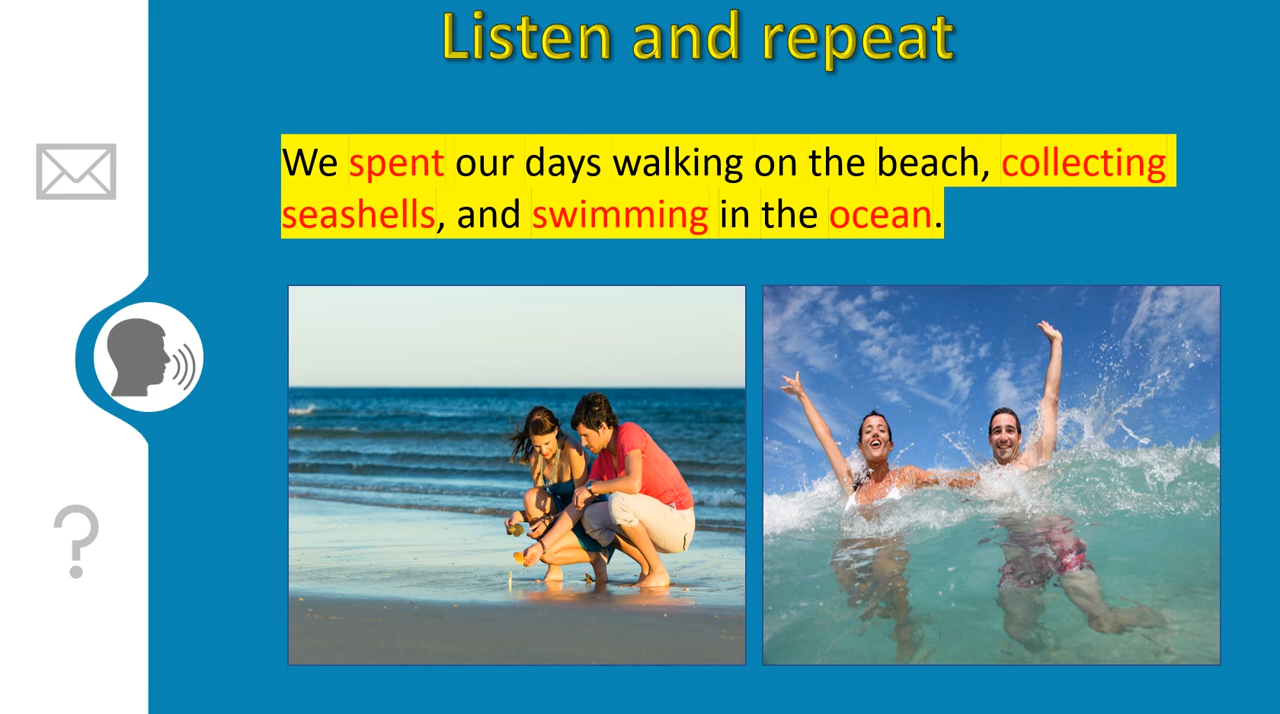 Listen and repeat
We spent our days walking on the beach, collecting
seashells, and swimming in the ocean.
?